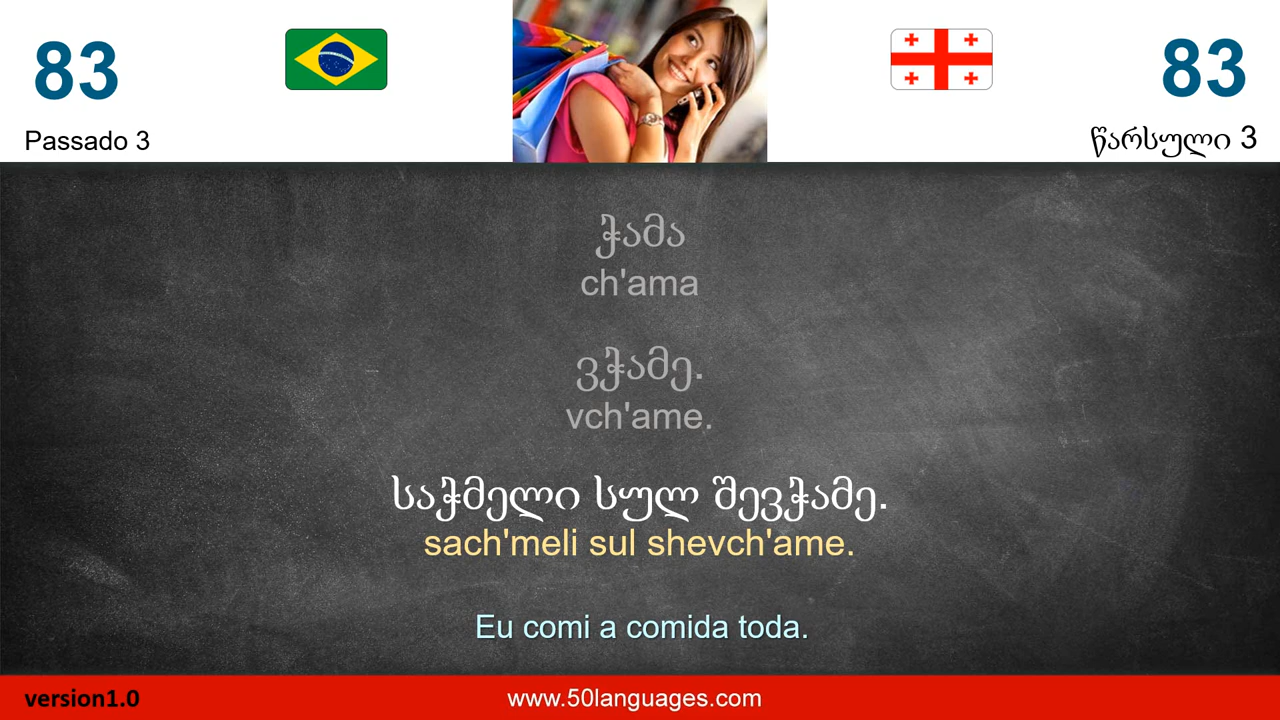 83
83
Passado 3
წარსული 3
ჭამა
ch'ama
ვჭამე.
vch'ame.
საჭმელი სულ შევჭამე.
sach'meli sul shevch'ame.
Eu comi a comida toda.
version1.0
www.50languages.com